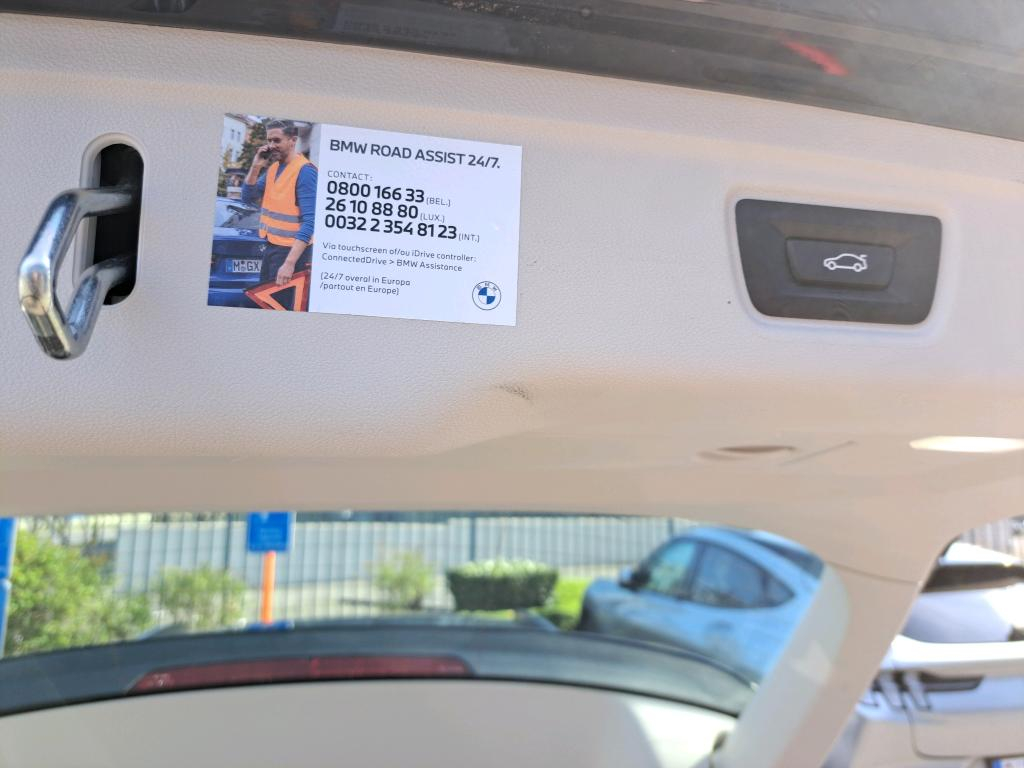 BMW ROAD ASSIST 24/7.
CONTACT:
0800 166 33 (BEL.)
26 10 88 80 (LUX.)
0032 2 354 81 23 (INT.)
Via touchscreen of/ou iDrive controller:
ConnectedDrive > BMW Assistance
(24/7 overal in Europa
/partout en Europe)
BMW
M GX